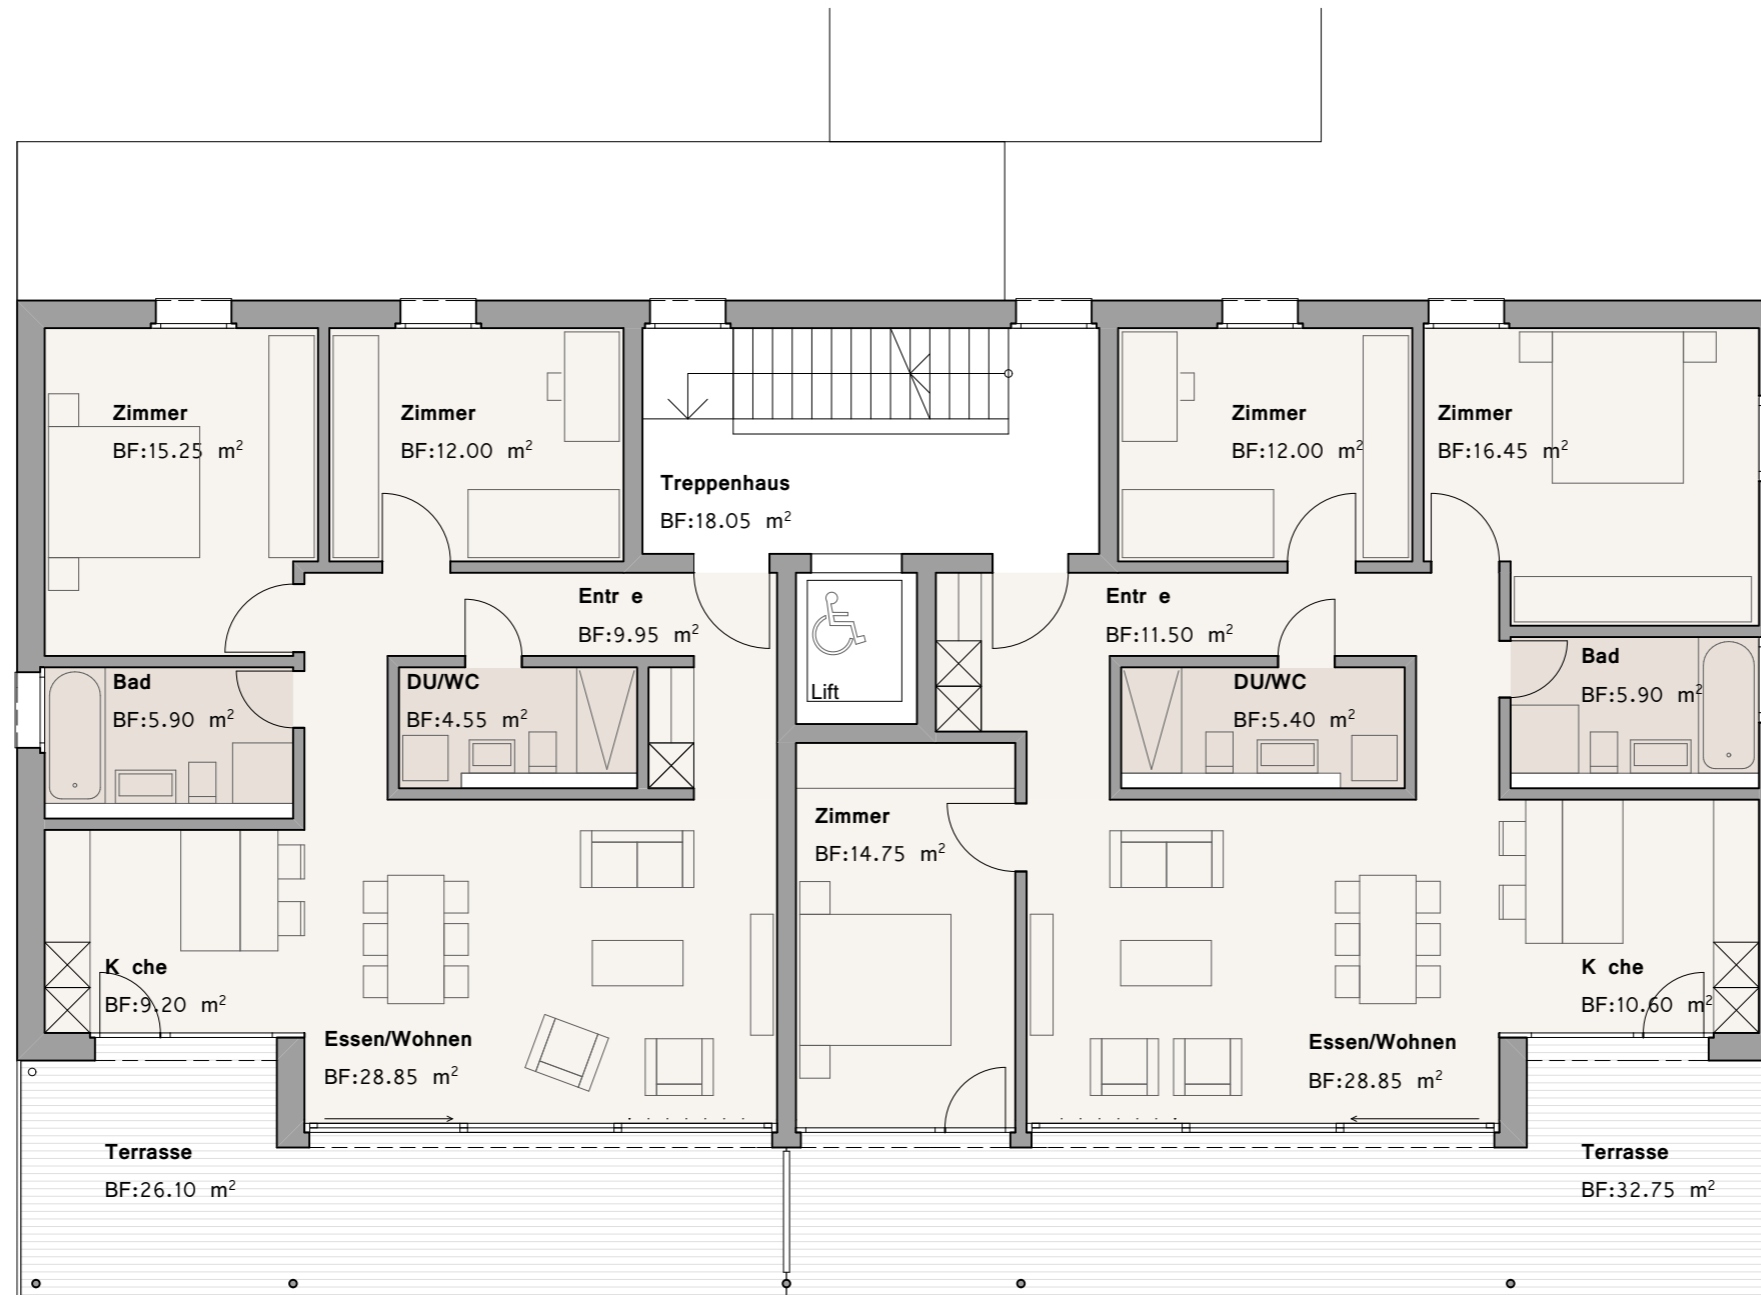 Zimmer
BF:15.25 m²
Zimmer
BF:12.00 m²
Treppenhaus
BF:18.05 m²
Zimmer
BF:12.00 m²
Zimmer
BF:16.45 m²
Entr e
BF:9.95 m²
Entr e
BF:11.50 m²
Lift
Bad
BF:5.90 m²
DU/WC
BF:4.55 m²
DU/WC
BF:5.40 m²
Bad
BF:5.90 m²
Zimmer
BF:14.75 m²
K che
BF:9.20 m²
K che
BF:10.60 m²
Essen/Wohnen
BF:28.85 m²
Essen/Wohnen
BF:28.85 m²
Terrasse
BF:26.10 m²
Terrasse
BF:32.75 m²